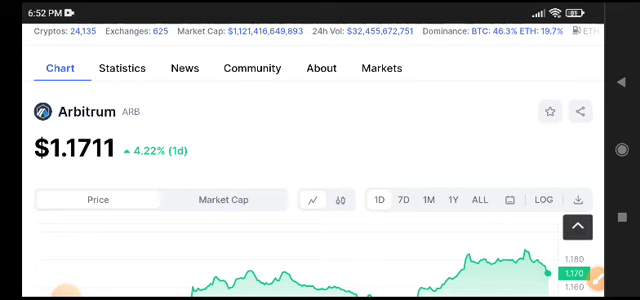 6:52 PM
81
Cryptos: 24,135 Exchanges: 625 Market Cap: $1,121,416,649,893 24h Vol: $32,455,672,751 Dominance: BTC: 46.3% ETH: 19.7% ETH
Chart Statistics News Community About Markets
Arbitrum ARB
$1.1711 4.22% (1d)
Price Market Cap 1D 7D 1M 1Y ALL LOG
1.180
1.170
1.160